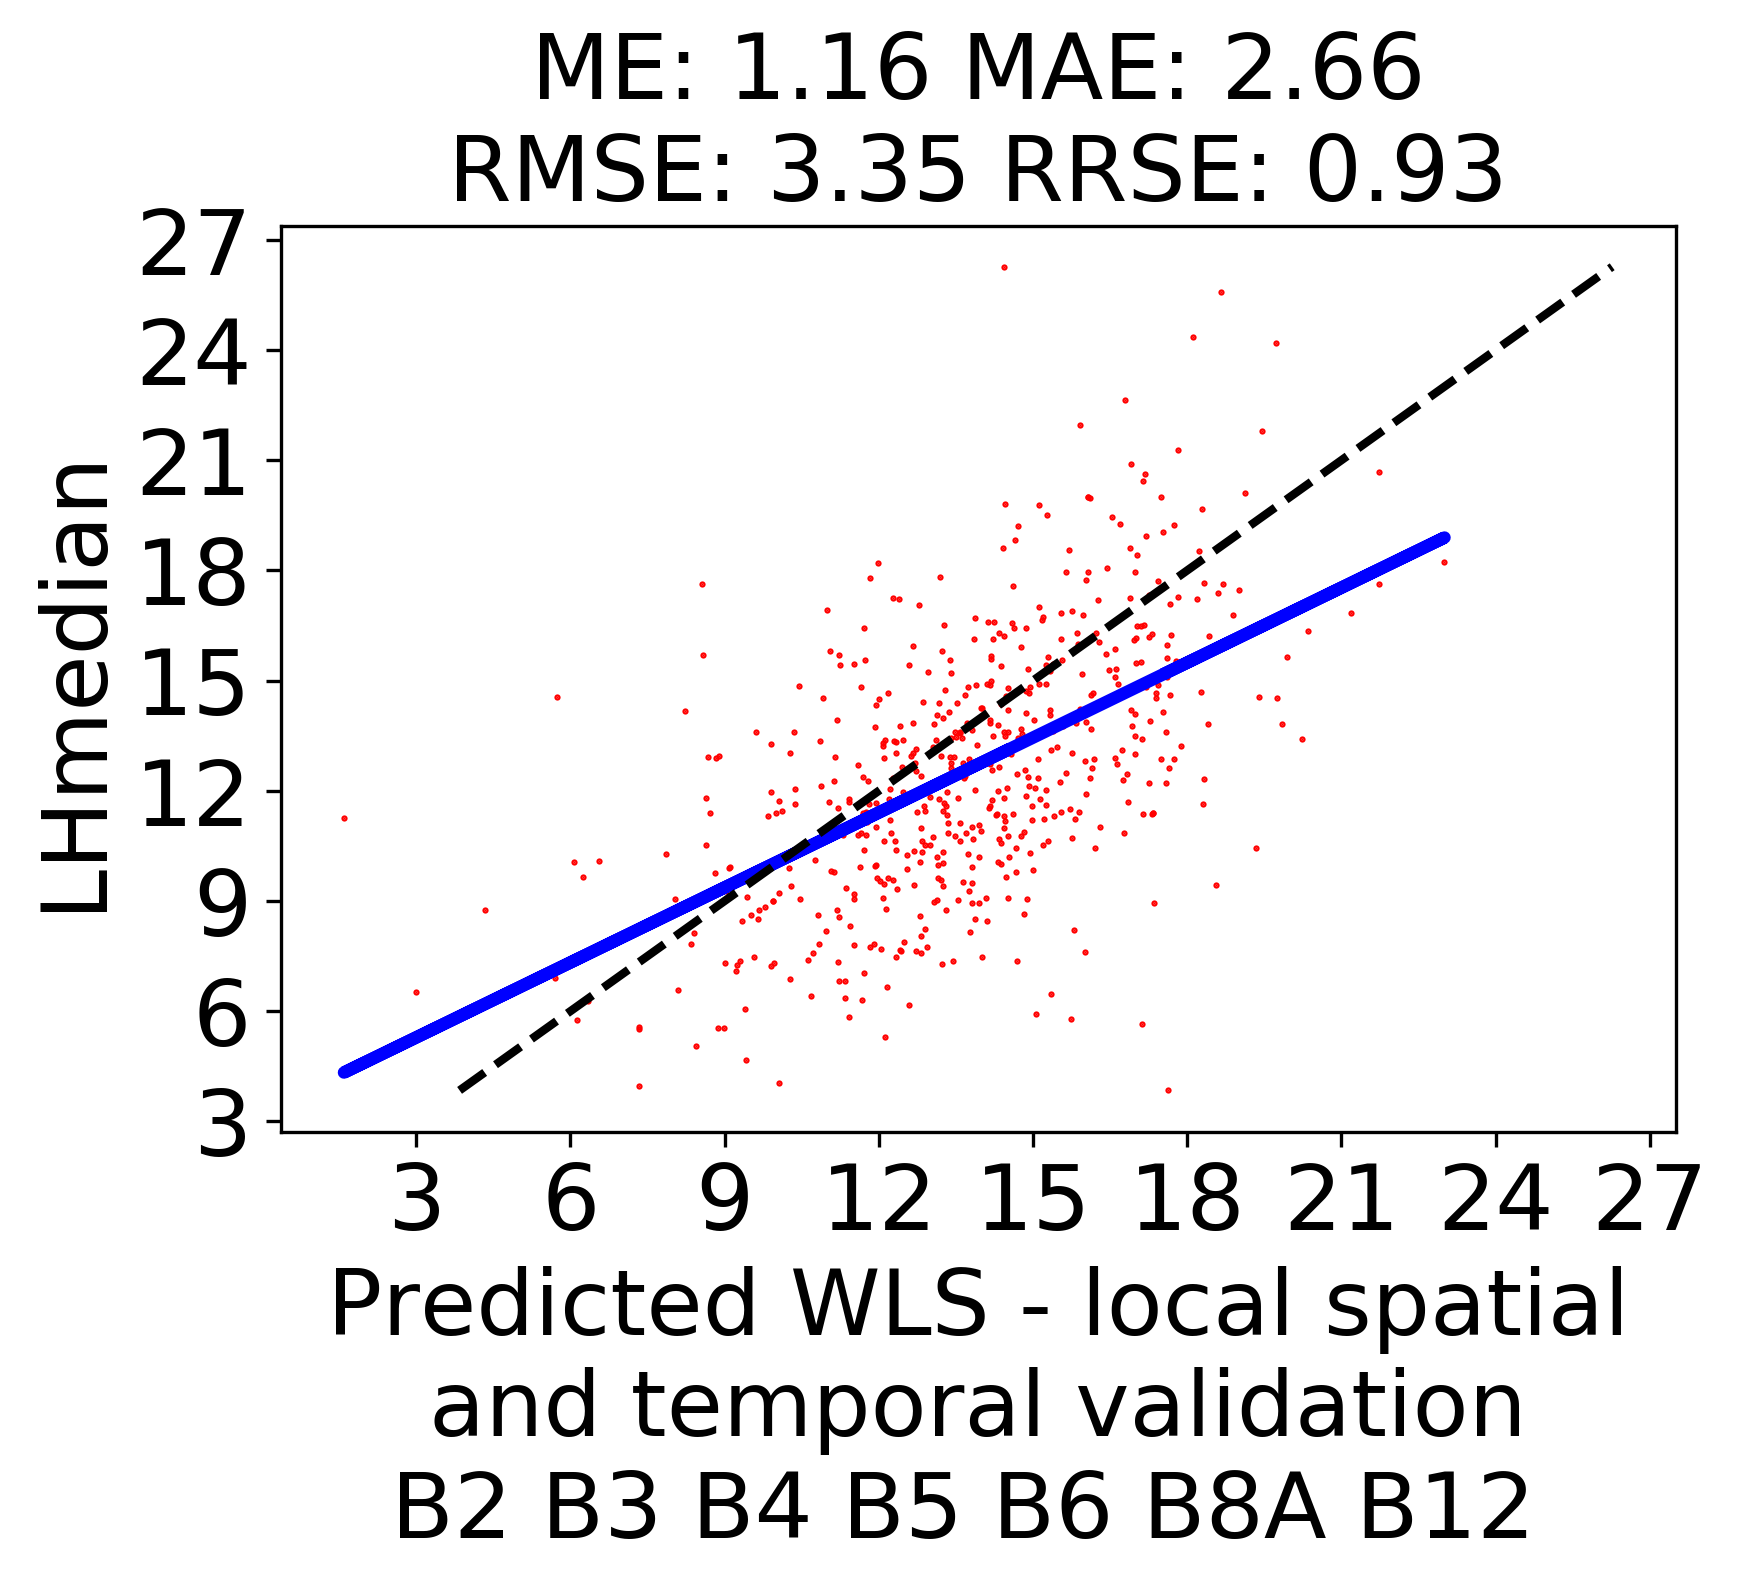 ME: 1.16 MAE: 2.66
RMSE: 3.35 RRSE: 0.93
27
24
21
18
15
12
9
6
3
LHmedian
3 6 9 12 15 18 21 24 27
Predicted WLS - local spatial
and temporal validation
B2 B3 B4 B5 B6 B8A B12